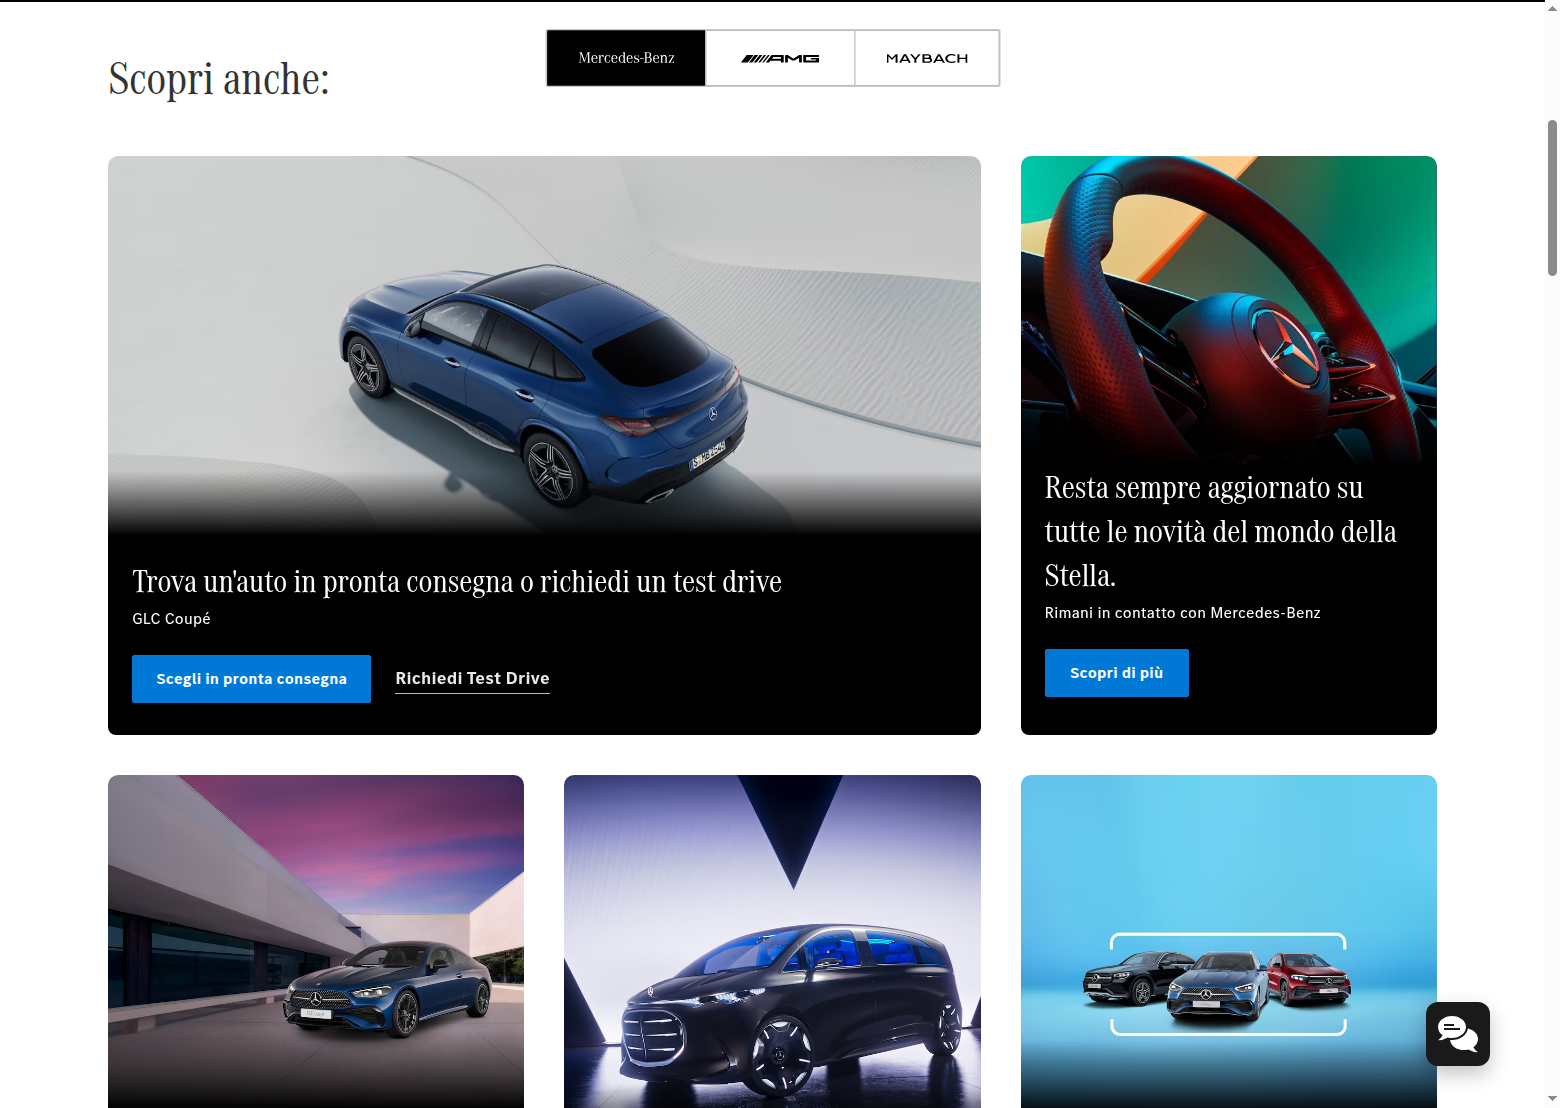 Mercedes-Benz
AMG
MAYBACH
Scopri anche:
Trova un'auto in pronta consegna o richiedi un test drive
GLC Coupé
Scegli in pronta consegna
Richiedi Test Drive
Resta sempre aggiornato su
tutte le novità del mondo della
Stella.
Rimani in contatto con Mercedes-Benz
Scopri di più